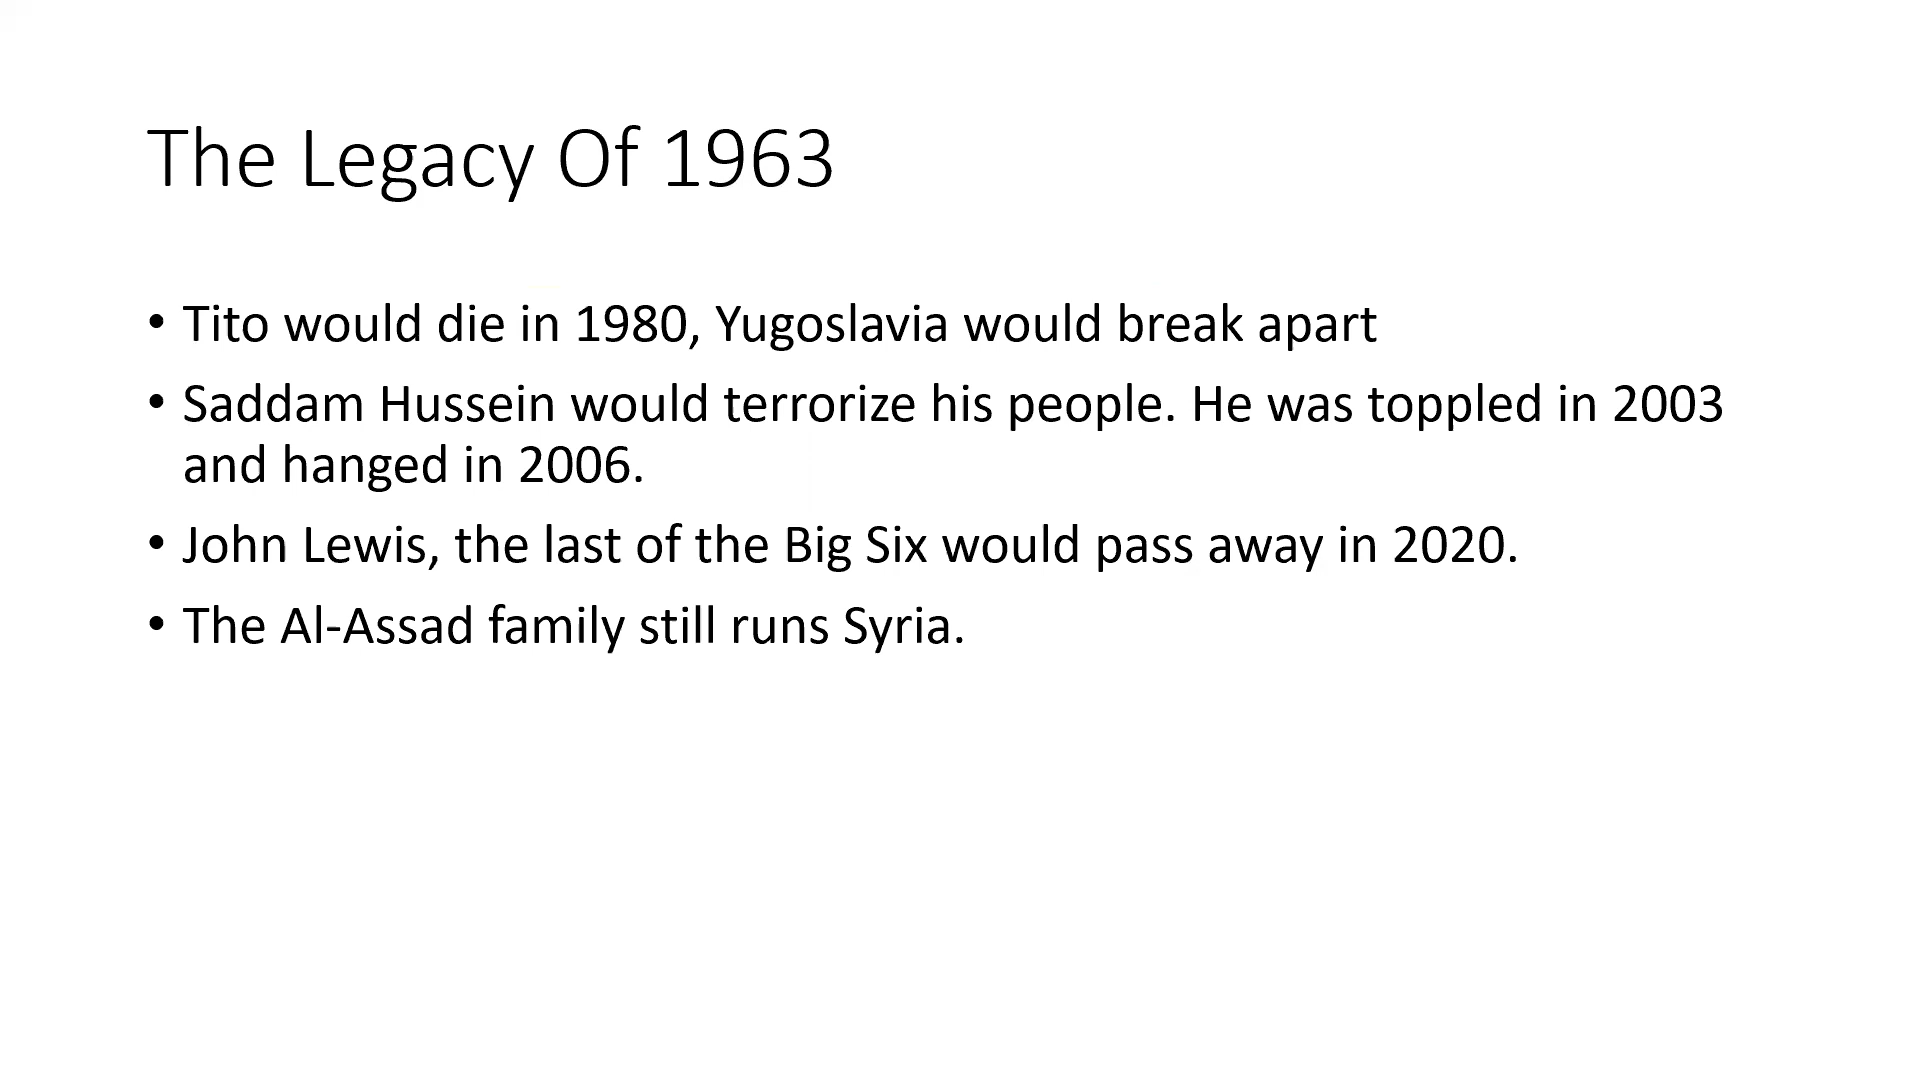 The Legacy Of 1963
• Tito would die in 1980, Yugoslavia would break apart
• Saddam Hussein would terrorize his people. He was toppled in 2003
and hanged in 2006.
• John Lewis, the last of the Big Six would pass away in 2020.
• The Al-Assad family still runs Syria.